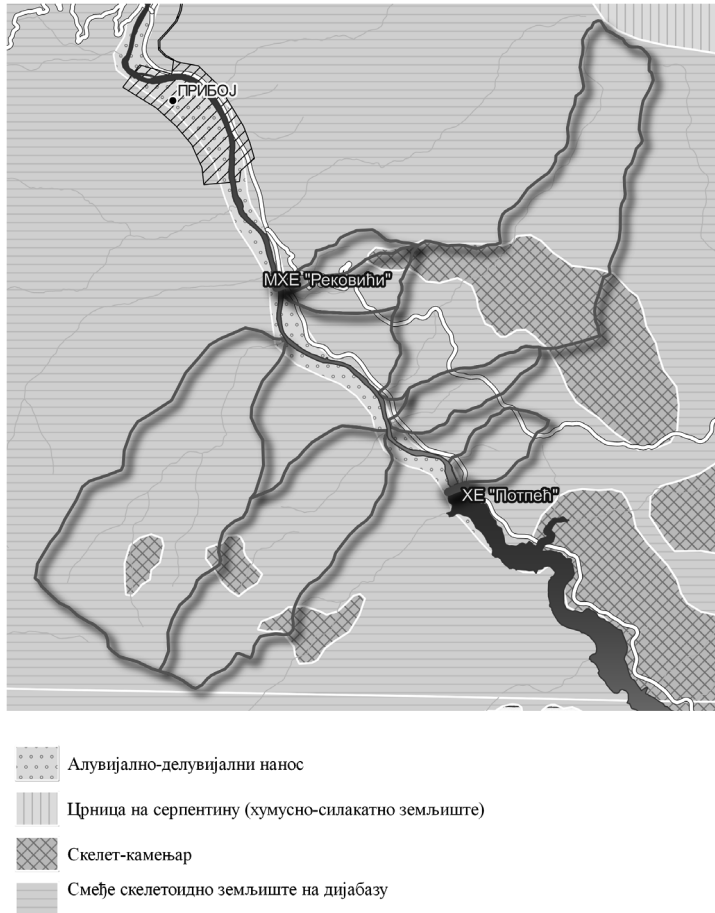 ПРИБОЈ
МХЕ "Рековићи"
ХЕ "Потпећ"
Алувијално-делувијални нанос
Црница на серпентину (хумусно-силакатно земљиште)
Скелет-камењар
Смеђе скелетоидно земљиште на дијабазу